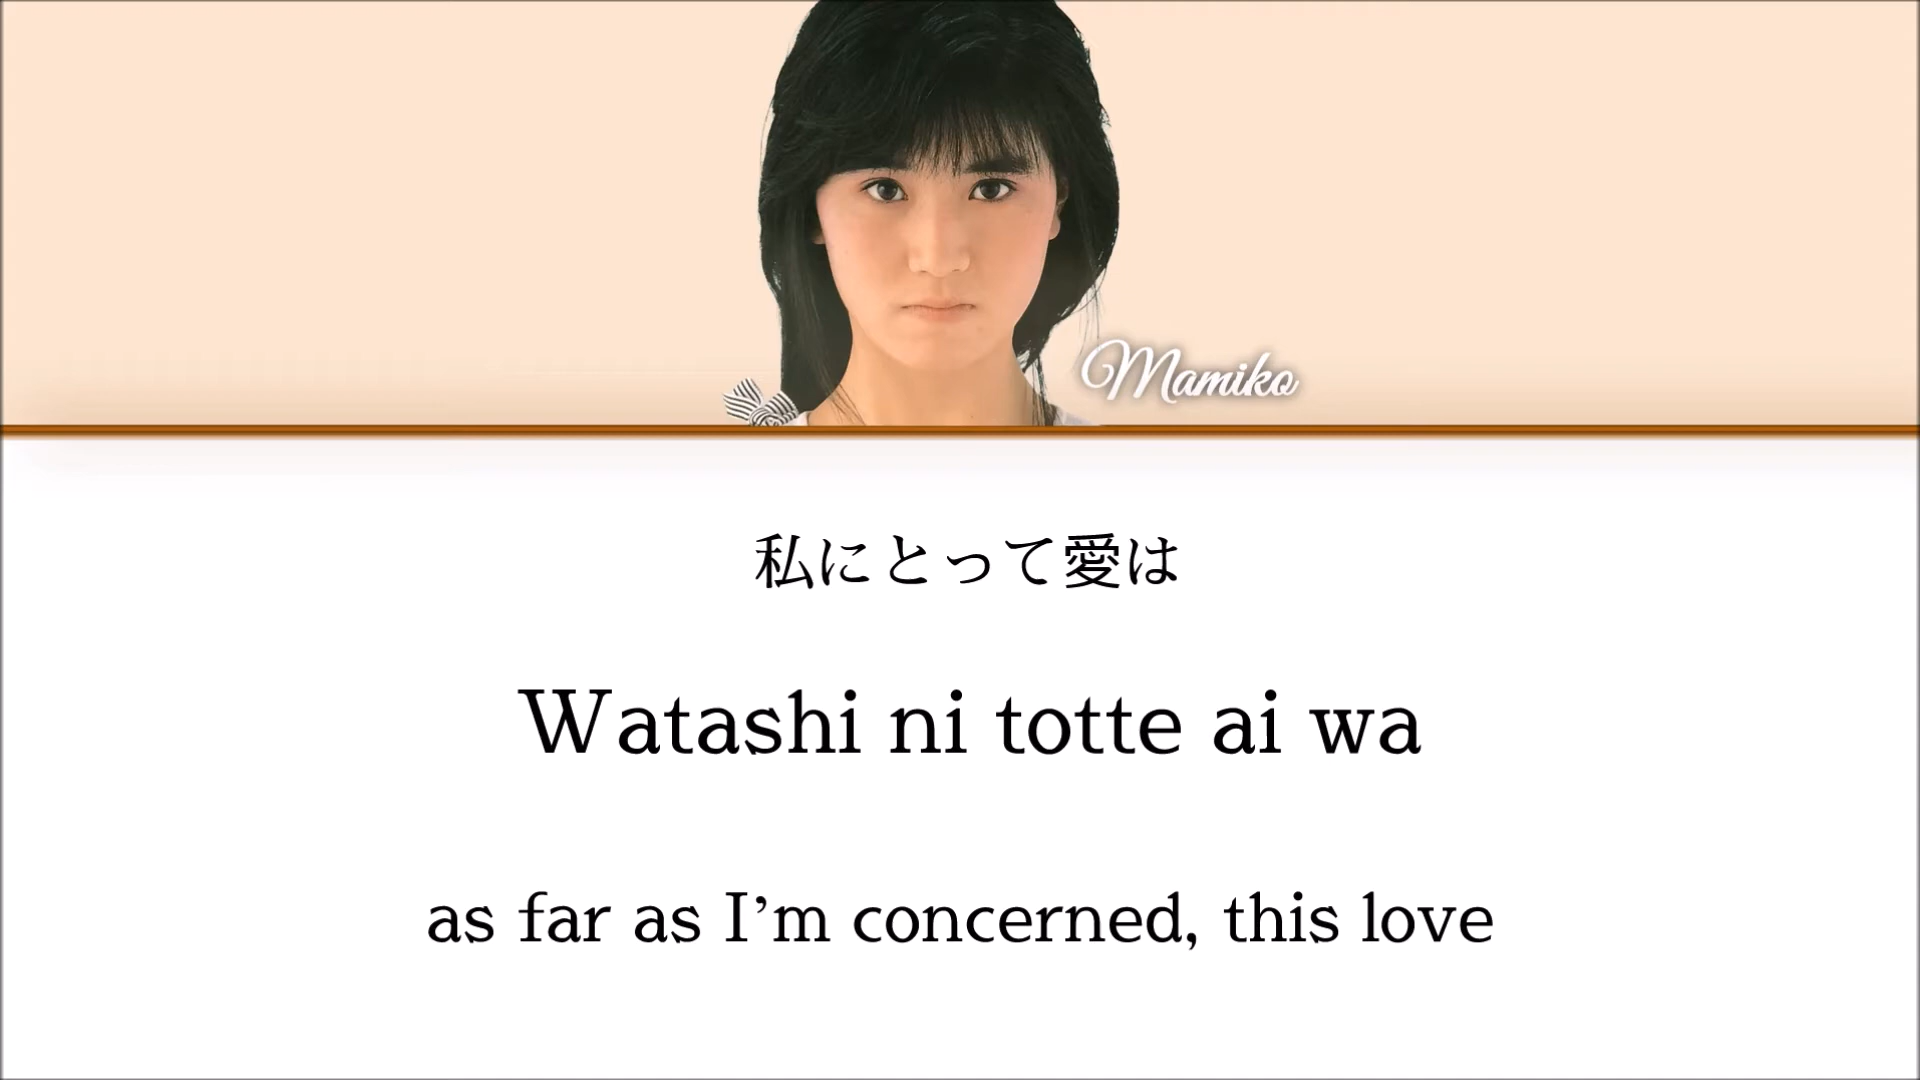 Mamiko
私にとって愛は
Watashi ni totte ai wa
as far as I’m concerned, this love